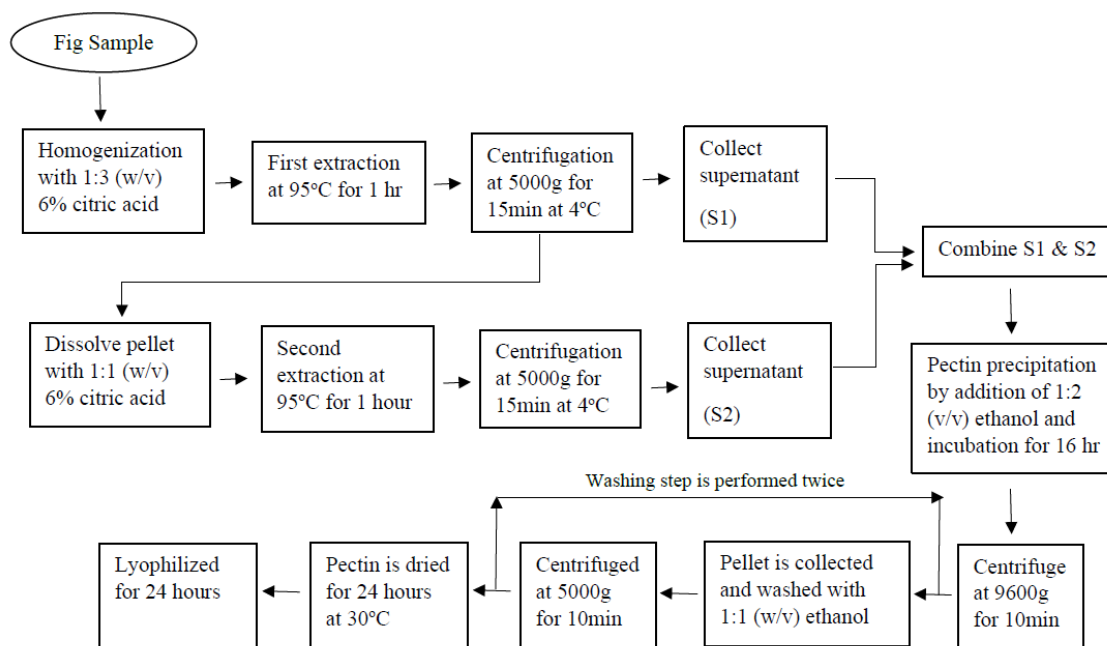 Fig Sample
Homogenization
with 1:3 (w/v)
6% citric acid
First extraction
at 95°C for 1 hr
Centrifugation
at 5000g for
15min at 4°C
Collect
supernatant
(S1)
Combine S1 & S2
Dissolve pellet
with 1:1 (w/v)
6% citric acid
Second
extraction at
95°C for 1 hour
Centrifugation
at 5000g for
15min at 4°C
Collect
supernatant
(S2)
Pectin precipitation
by addition of 1:2
(v/v) ethanol and
incubation for 16 hr
Washing step is performed twice
Lyophilized
for 24 hours
Pectin is dried
for 24 hours
at 30°C
Centrifuged
at 5000g
for 10min
Pellet is collected
and washed with
1:1 (w/v) ethanol
Centrifuge
at 9600g
for 10min